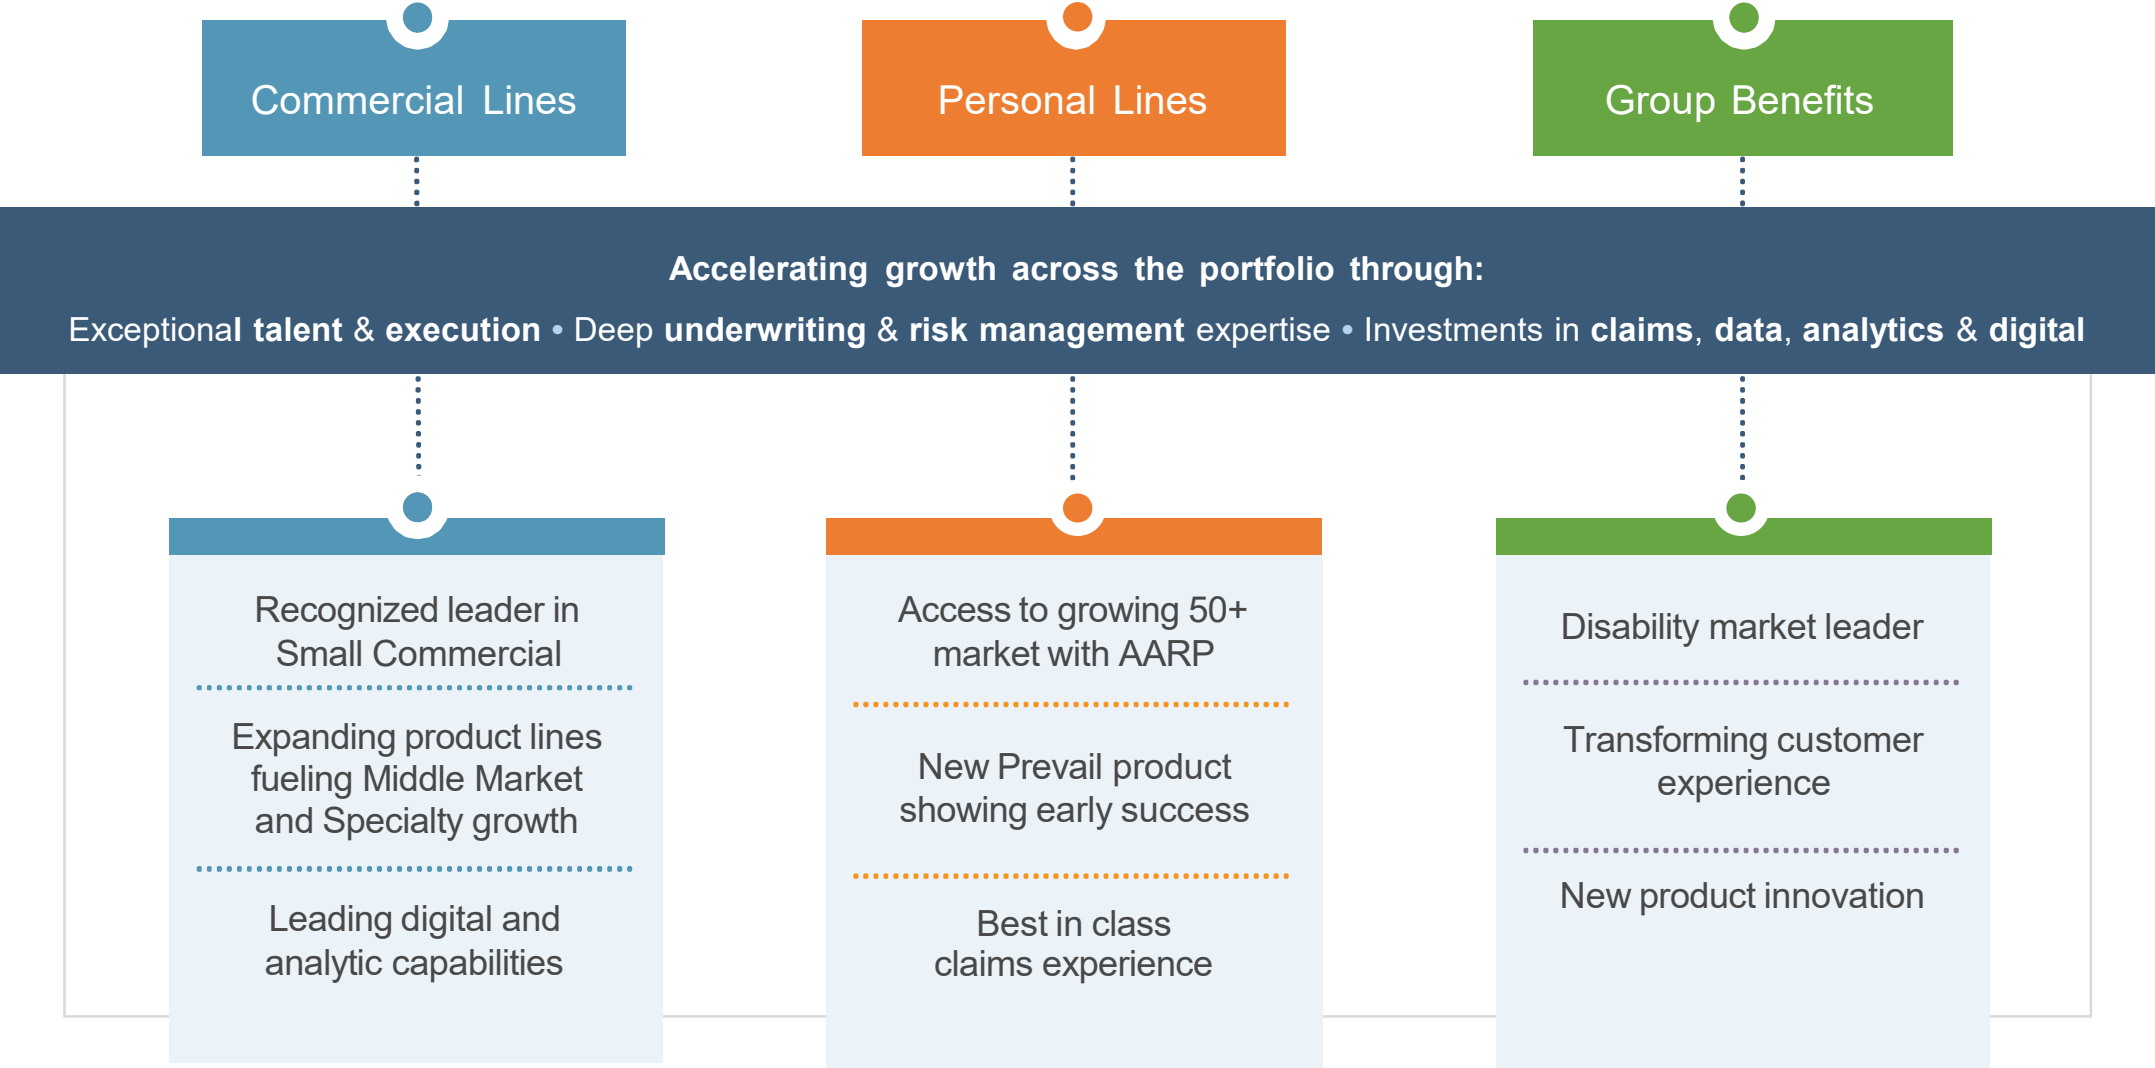 Commercial Lines
Personal Lines
Group Benefits
Accelerating growth across the portfolio through:
Exceptional talent & execution • Deep underwriting & risk management expertise • Investments in claims, data, analytics & digital
Recognized leader in
Small Commercial
Expanding product lines
fueling Middle Market
and Specialty growth
Leading digital and
analytic capabilities
Access to growing 50+
market with AARP
New Prevail product
showing early success
Best in class
claims experience
Disability market leader
Transforming customer
experience
New product innovation